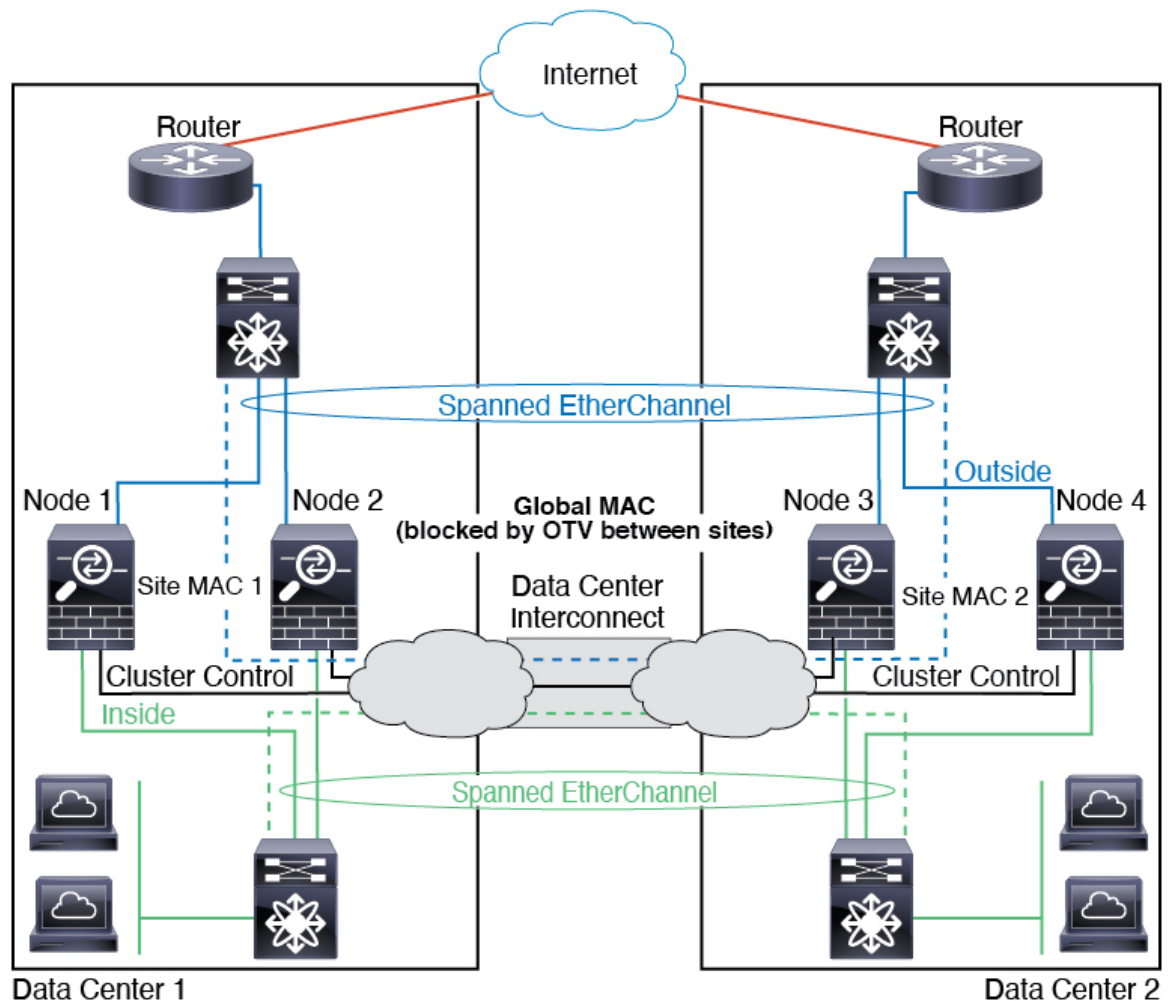 Internet
Router
Router
Spanned EtherChannel
Outside
Node 1
Node 2
Global MAC
(blocked by OTV between sites)
Node 3
Node 4
Site MAC 1
Data Center
Interconnect
Site MAC 2
Cluster Control
Cluster Control
Inside
Spanned EtherChannel
Data Center 1
Data Center 2